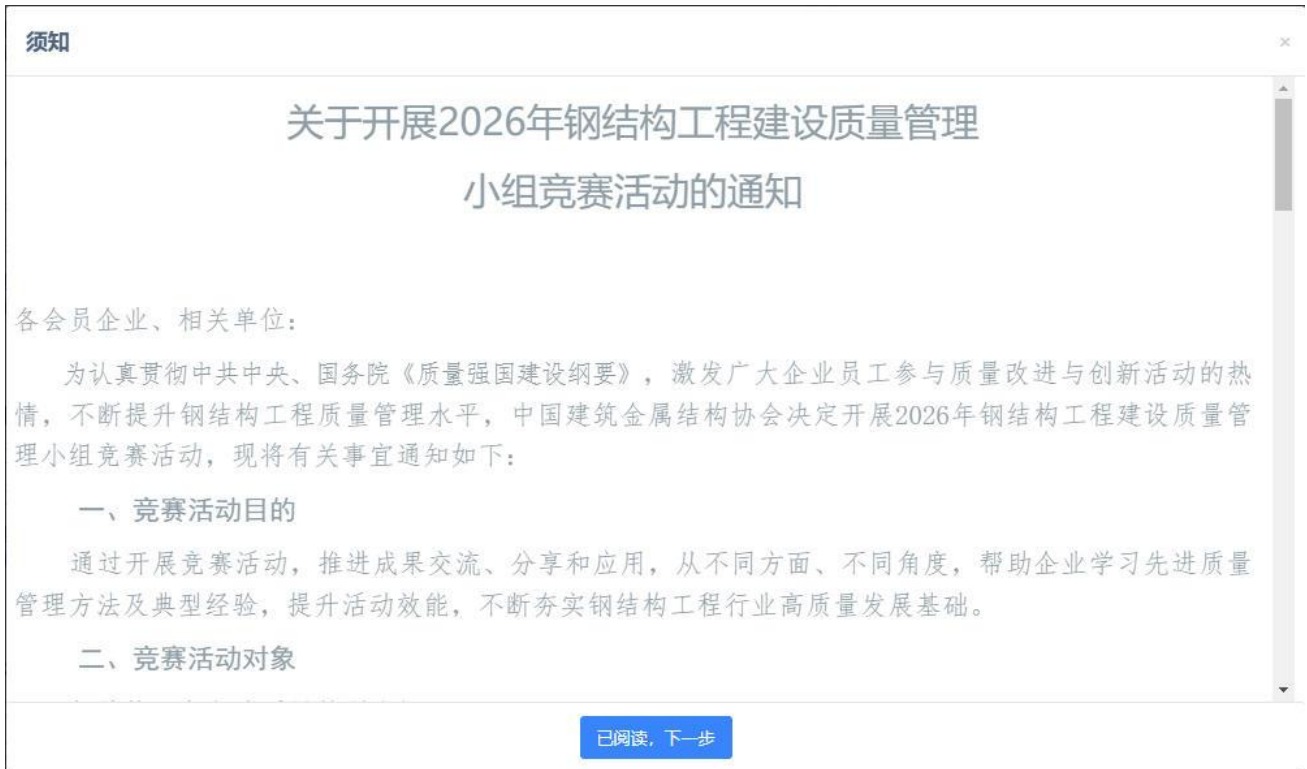 须知
×
关于开展2026年钢结构工程建设质量管理
小组竞赛活动的通知
各会员企业、相关单位：
为认真贯彻中共中央、国务院《质量强国建设纲要》，激发广大企业员工参与质量改进与创新活动的热
情，不断提升钢结构工程质量管理水平，中国建筑金属结构协会决定开展2026年钢结构工程建设质量管
理小组竞赛活动，现将有关事宜通知如下：
一、竞赛活动目的
通过开展竞赛活动，推进成果交流、分享和应用，从不同方面、不同角度，帮助企业学习先进质量
管理方法及典型经验，提升活动效能，不断夯实钢结构工程行业高质量发展基础。
二、竞赛活动对象
已阅读，下一步